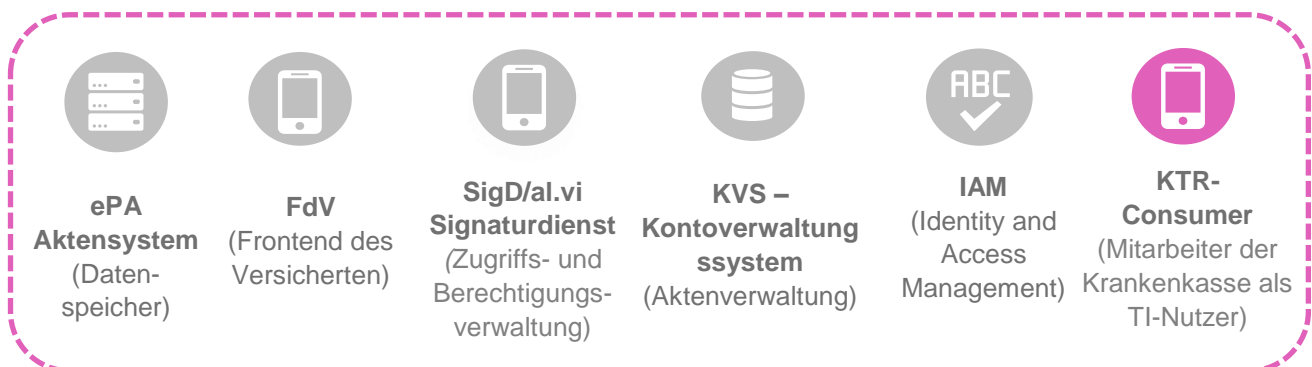 ABC
ePA
Aktensystem
(Daten-
speicher)
FdV
(Frontend des
Versicherten)
SigD/al.vi
Signaturdienst
(Zugriffs- und
Berechtigungs-
verwaltung)
KVS –
Kontoverwaltung
ssystem
(Aktenverwaltung)
IAM
(Identity and
Access
Management)
KTR-
Consumer
(Mitarbeiter der
Krankenkasse als
TI-Nutzer)